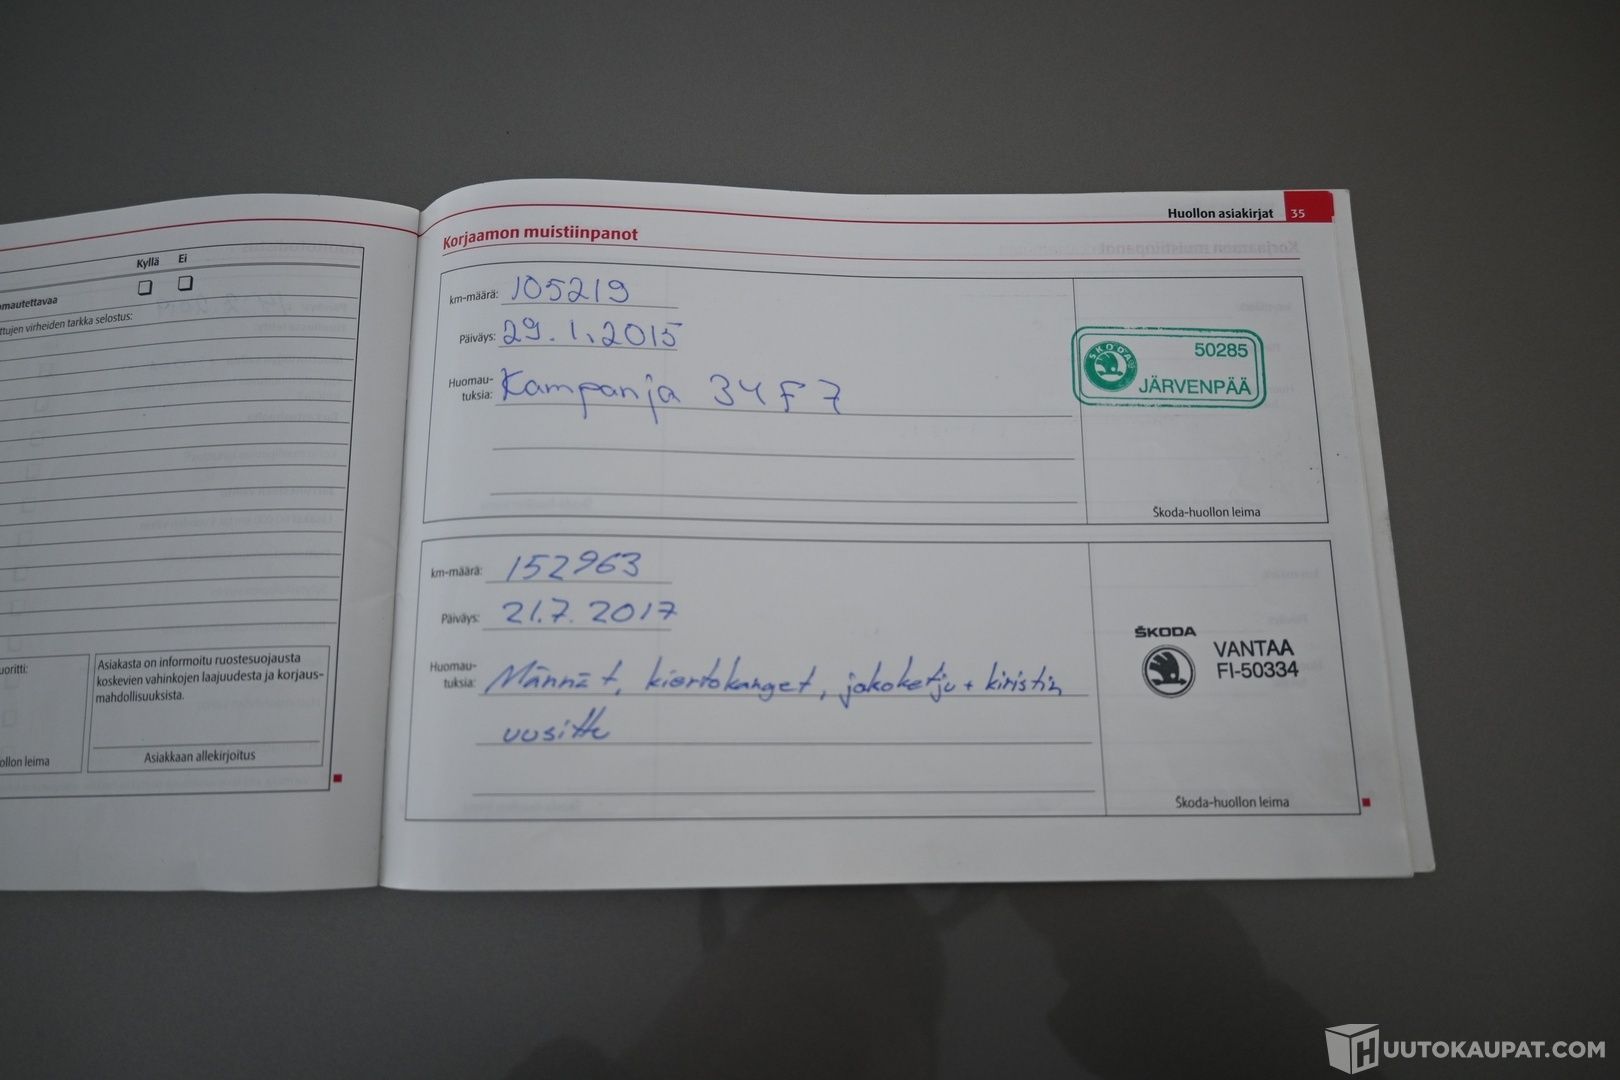 Kyllä Ei
omautettavaa
ttujen virheiden tarkka selostus:
uoritti:
Asiakasta on informoitu ruostesuojausta
koskevien vahinkojen laajuudesta ja korjaus-
mahdollisuuksista.
ollon leima
Asiakkaan allekirjoitus
Huollon asiakirjat 35
Korjaamon muistiinpanot
km-määrä: 105219
Päiväys: 29.1.2015
Huomau-
tuksia: Kampanja 34F7
SKODA
50285
JÄRVENPÄÄ
Škoda-huollon leima
km-määrä: 152963
Päiväys: 21.7.2017
Huomau-
tuksia: Männät, kiertokanget, jakoketju + kiristin
uusittu
ŠKODA
VANTAA
FI-50334
Škoda-huollon leima
HUUTOKAUPAT.COM